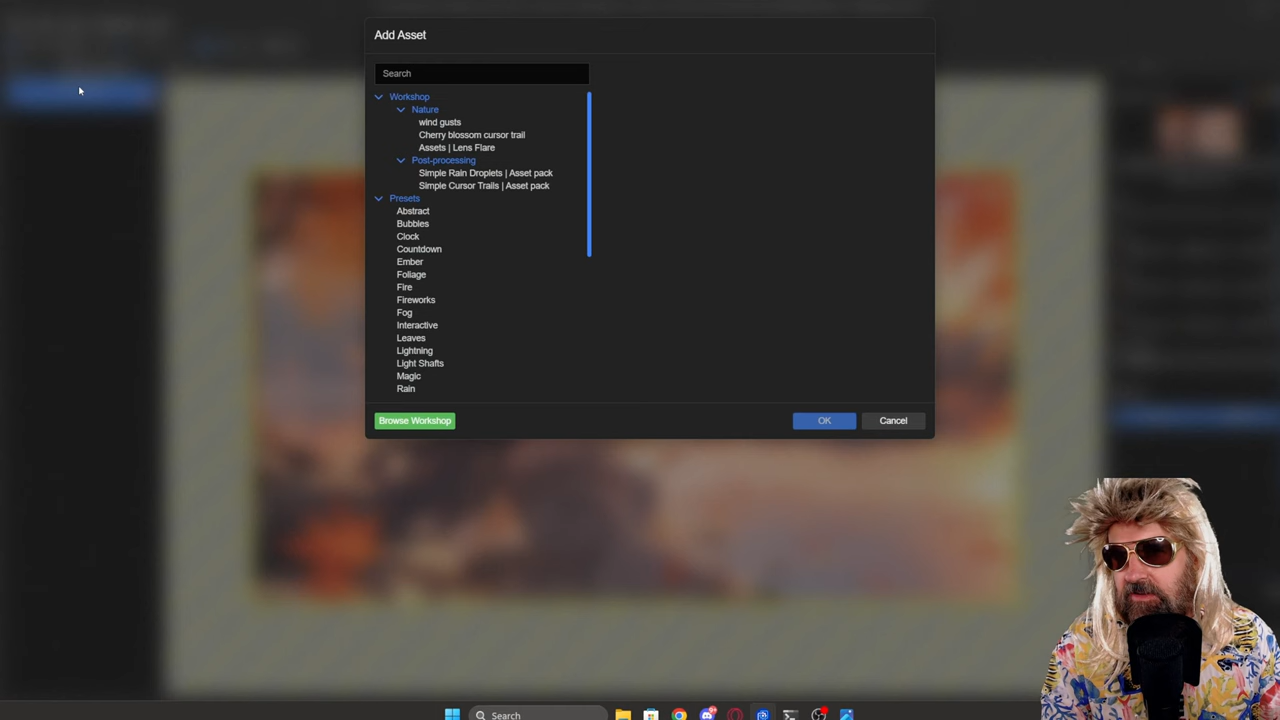 Add Asset
Search
Workshop
Nature
wind gusts
Cherry blossom cursor trail
Assets | Lens Flare
Post-processing
Simple Rain Droplets | Asset pack
Simple Cursor Trails | Asset pack
Presets
Abstract
Bubbles
Clock
Countdown
Ember
Foliage
Fire
Fireworks
Fog
Interactive
Leaves
Lightning
Light Shafts
Magic
Rain
Browse Workshop
OK
Cancel
Search